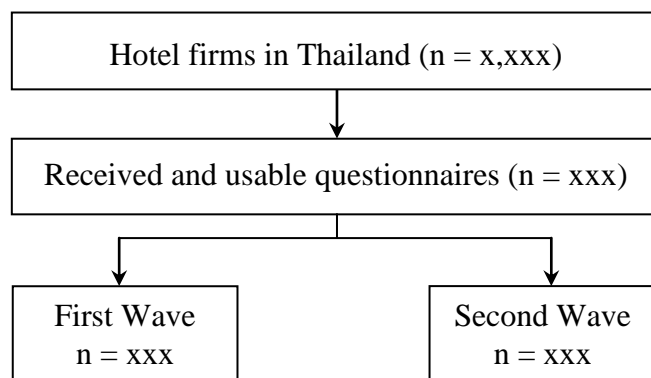 Hotel firms in Thailand (n = x,xxx)
Received and usable questionnaires (n = xxx)
First Wave
n = xxx
Second Wave
n = xxx